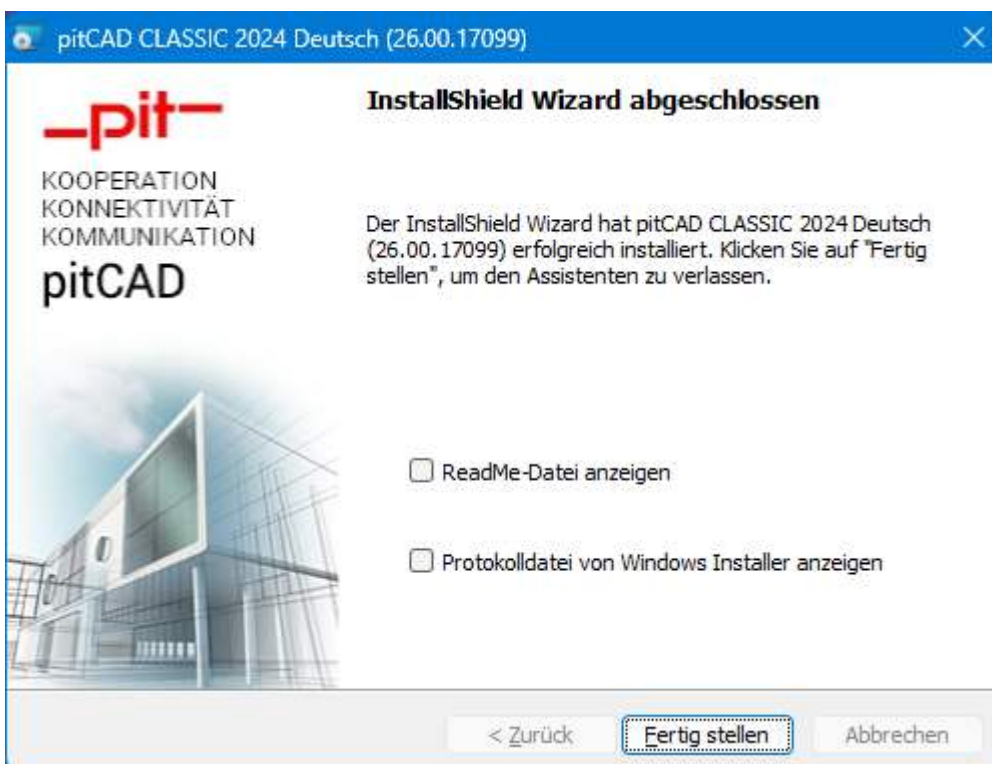 pitCAD CLASSIC 2024 Deutsch (26.00.17099)
pit
KOOPERATION
KONNEKTIVITÄT
KOMMUNIKATION
pitCAD
InstallShield Wizard abgeschlossen
Der InstallShield Wizard hat pitCAD CLASSIC 2024 Deutsch
(26.00.17099) erfolgreich installiert. Klicken Sie auf "Fertig
stellen", um den Assistenten zu verlassen.
ReadMe-Datei anzeigen
Protokolldatei von Windows Installer anzeigen
< Zurück
Fertig stellen
Abbrechen